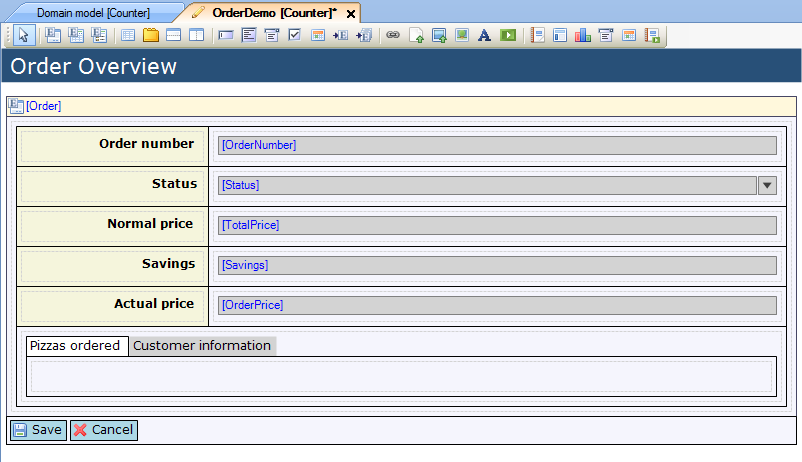 Domain model [Counter] OrderDemo [Counter]*
Order Overview
[Order]
Order number [OrderNumber]
Status [Status]
Normal price [TotalPrice]
Savings [Savings]
Actual price [OrderPrice]
Pizzas ordered Customer information
Save Cancel